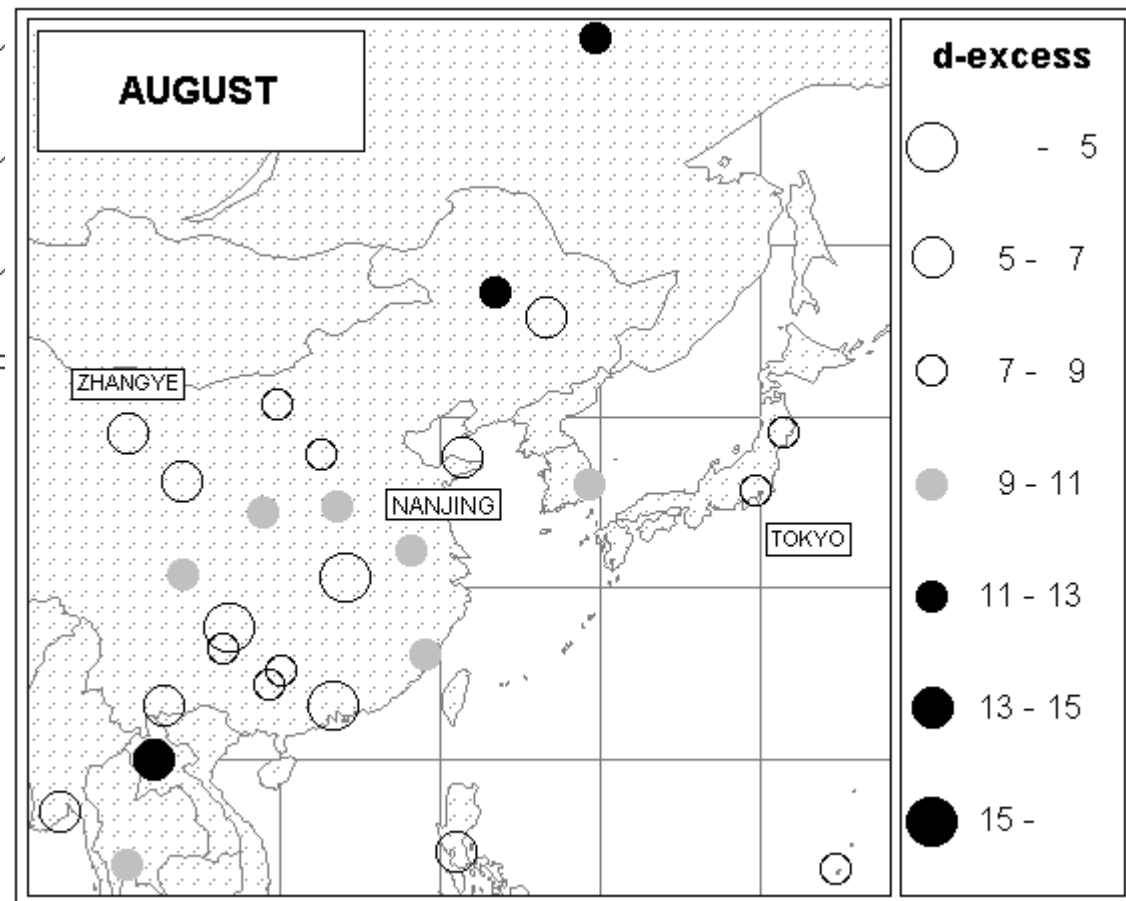 AUGUST
d-excess
- 5
5 - 7
7 - 9
9 - 11
11 - 13
13 - 15
15 -
ZHANGYE
NANJING
TOKYO